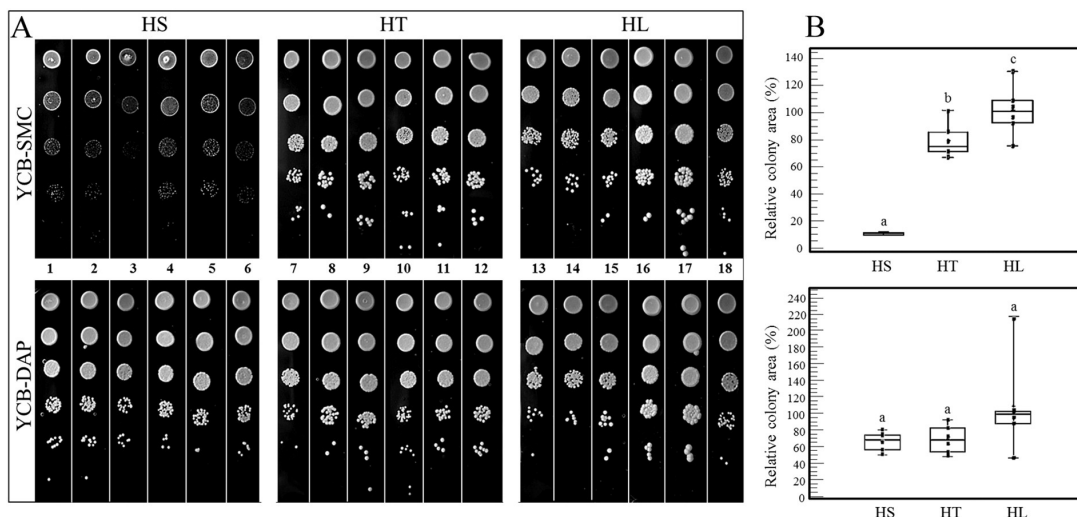 A
HS
HT
HL
YCB-SMC
1 2 3 4 5 6 7 8 9 10 11 12 13 14 15 16 17 18
YCB-DAP
B
Relative colony area (%)
140
120
100
80
60
40
20
0
a
b
c
HS HT HL
Relative colony area (%)
240
220
200
180
160
140
120
100
80
60
40
20
0
a
a
a
HS HT HL